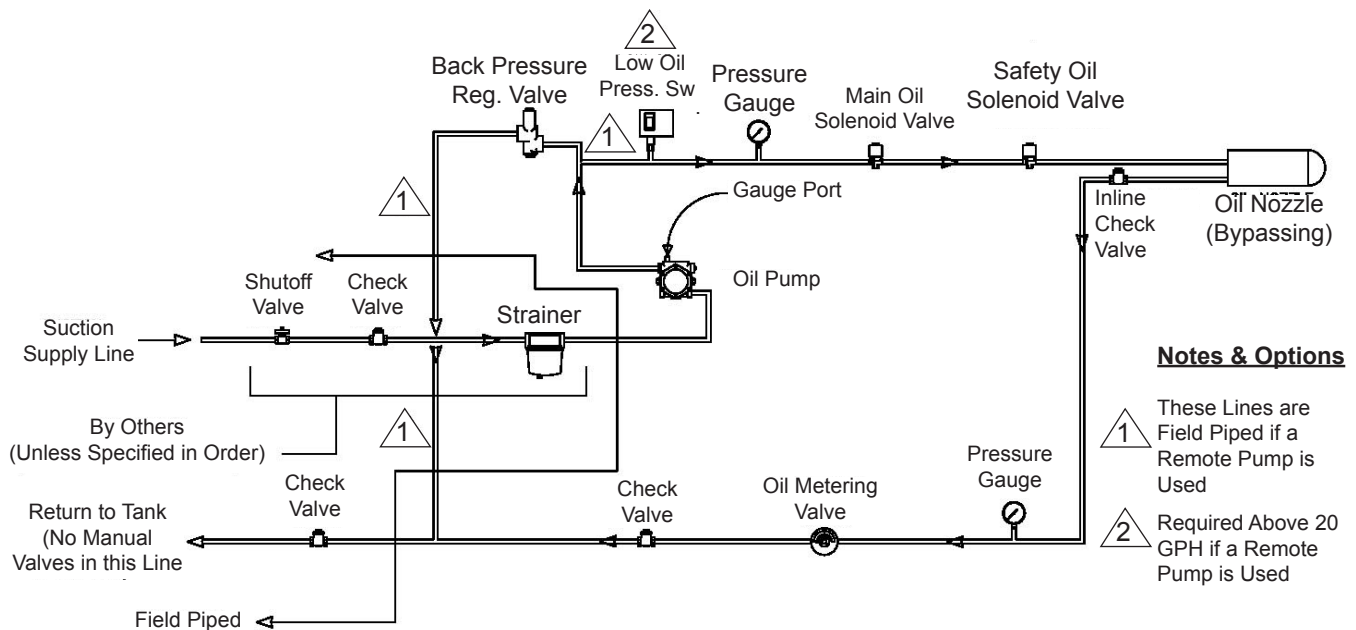 2
Low Oil
Press. Sw
Back Pressure
Reg. Valve
Pressure
Gauge
Main Oil
Solenoid Valve
Safety Oil
Solenoid Valve
1
1
Gauge Port
Inline
Check
Valve
Oil Nozzle
(Bypassing)
Oil Pump
Shutoff
Valve
Check
Valve
Strainer
Suction
Supply Line
By Others
(Unless Specified in Order)
1
Check
Valve
Return to Tank
(No Manual
Valves in this Line
Field Piped
Check
Valve
Oil Metering
Valve
Pressure
Gauge
Notes & Options
1
These Lines are
Field Piped if a
Remote Pump is
Used
2
Required Above 20
GPH if a Remote
Pump is Used